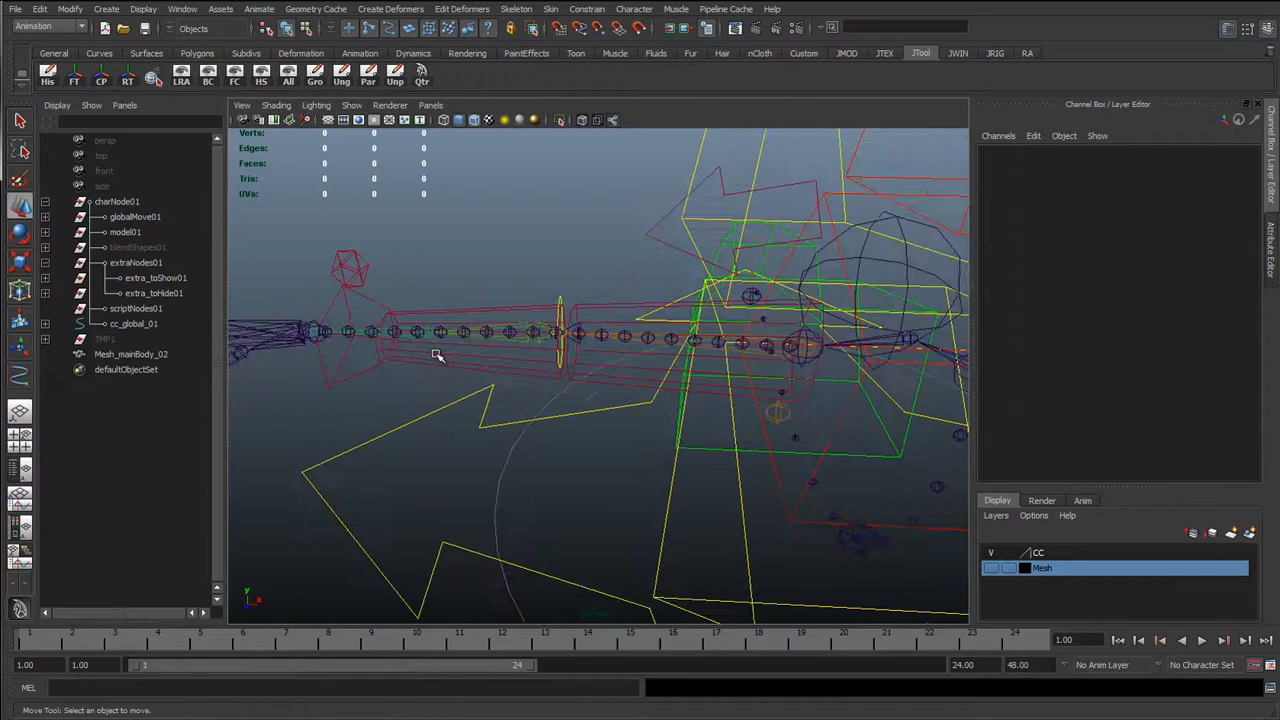 File Edit Modify Create Display Window Assets Animate Geometry Cache Create Deformers Edit Deformers Skeleton Skin Constrain Character Muscle Pipeline Cache Help
Animation Objects
General Curves Surfaces Polygons Subdivs Deformation Animation Dynamics Rendering PaintEffects Toon Muscle Fluids Fur Hair nCloth Custom JMOD JTEX JTool JWIN JRIG RA
His FT CP RT LRA BC FC HS All Gro Ung Par Unp Qtr
Display Show Panels
View Shading Lighting Show Renderer Panels
Channel Box / Layer Editor
Channels Edit Object Show
Verts: 0 0 0
Edges: 0 0 0
Faces: 0 0 0
Tris: 0 0 0
UVs: 0 0 0
persp
top
front
side
charNode01
globalMove01
model01
blendShapes01
extraNodes01
extra_toShow01
extra_toHide01
scriptNodes01
cc_global_01
TMP1
Mesh_mainBody_02
defaultObjectSet
Channel Box / Layer Editor
Attribute Editor
Display Render Anim
Layers Options Help
V CC
Mesh
y
x
1 2 3 4 5 6 7 8 9 10 11 12 13 14 15 16 17 18 19 20 21 22 23 24
1.00
1.00 1.00 1 24 24.00 48.00 No Anim Layer No Character Set
MEL
Move Tool: Select an object to move.